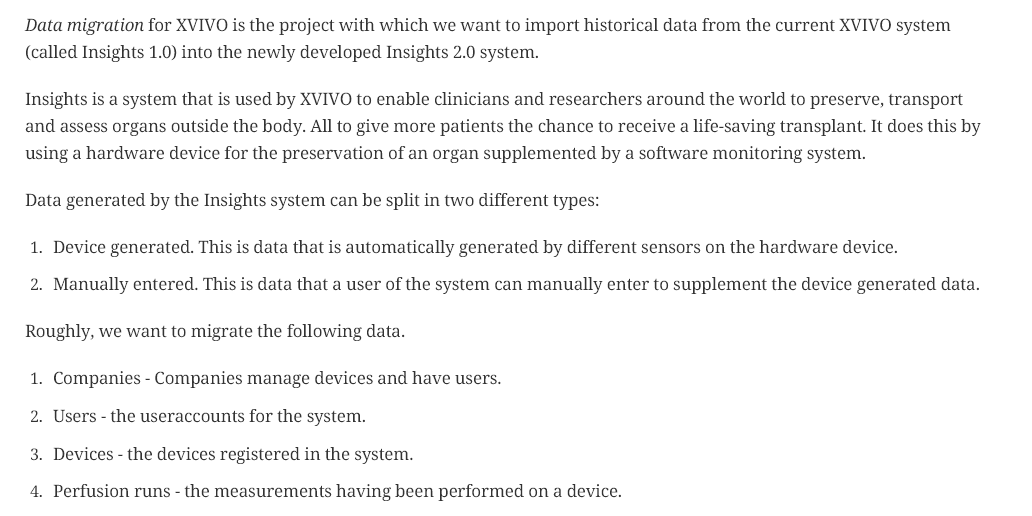 Data migration for XVIVO is the project with which we want to import historical data from the current XVIVO system
(called Insights 1.0) into the newly developed Insights 2.0 system.
Insights is a system that is used by XVIVO to enable clinicians and researchers around the world to preserve, transport
and assess organs outside the body. All to give more patients the chance to receive a life-saving transplant. It does this by
using a hardware device for the preservation of an organ supplemented by a software monitoring system.
Data generated by the Insights system can be split in two different types:
1. Device generated. This is data that is automatically generated by different sensors on the hardware device.
2. Manually entered. This is data that a user of the system can manually enter to supplement the device generated data.
Roughly, we want to migrate the following data.
1. Companies - Companies manage devices and have users.
2. Users - the useraccounts for the system.
3. Devices - the devices registered in the system.
4. Perfusion runs - the measurements having been performed on a device.